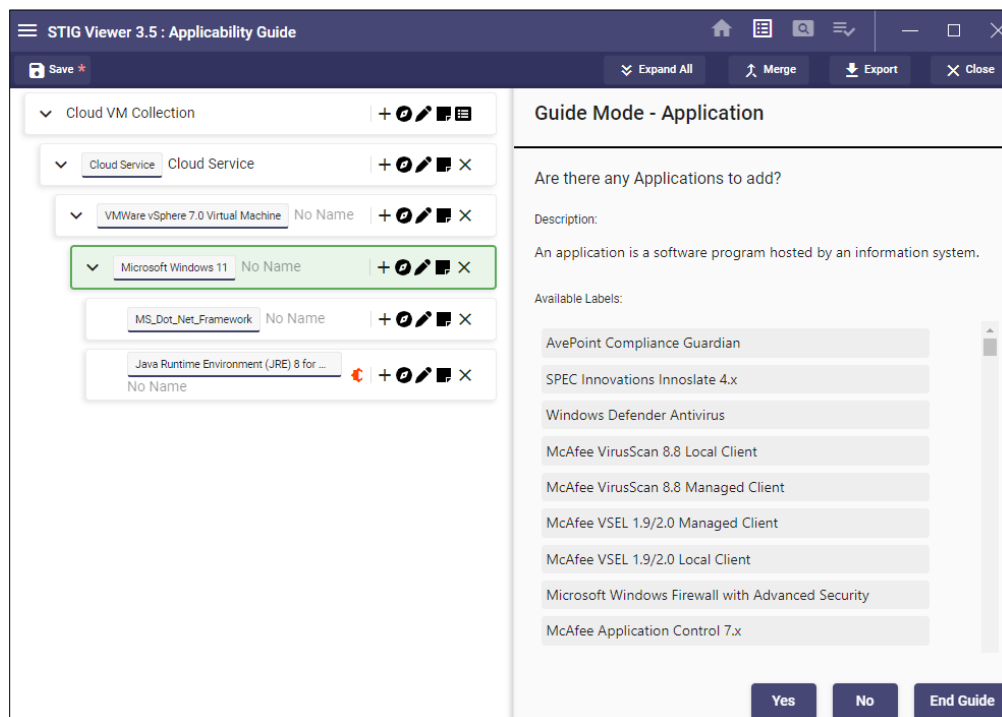 STIG Viewer 3.5 : Applicability Guide
Save *
Expand All
Merge
Export
Close
Cloud VM Collection
Cloud Service Cloud Service
VMWare vSphere 7.0 Virtual Machine No Name
Microsoft Windows 11 No Name
MS_Dot_Net_Framework No Name
Java Runtime Environment (JRE) 8 for ...
No Name
Guide Mode - Application
Are there any Applications to add?
Description:
An application is a software program hosted by an information system.
Available Labels:
AvePoint Compliance Guardian
SPEC Innovations Innoslate 4.x
Windows Defender Antivirus
McAfee VirusScan 8.8 Local Client
McAfee VirusScan 8.8 Managed Client
McAfee VSEL 1.9/2.0 Managed Client
McAfee VSEL 1.9/2.0 Local Client
Microsoft Windows Firewall with Advanced Security
McAfee Application Control 7.x
Yes
No
End Guide